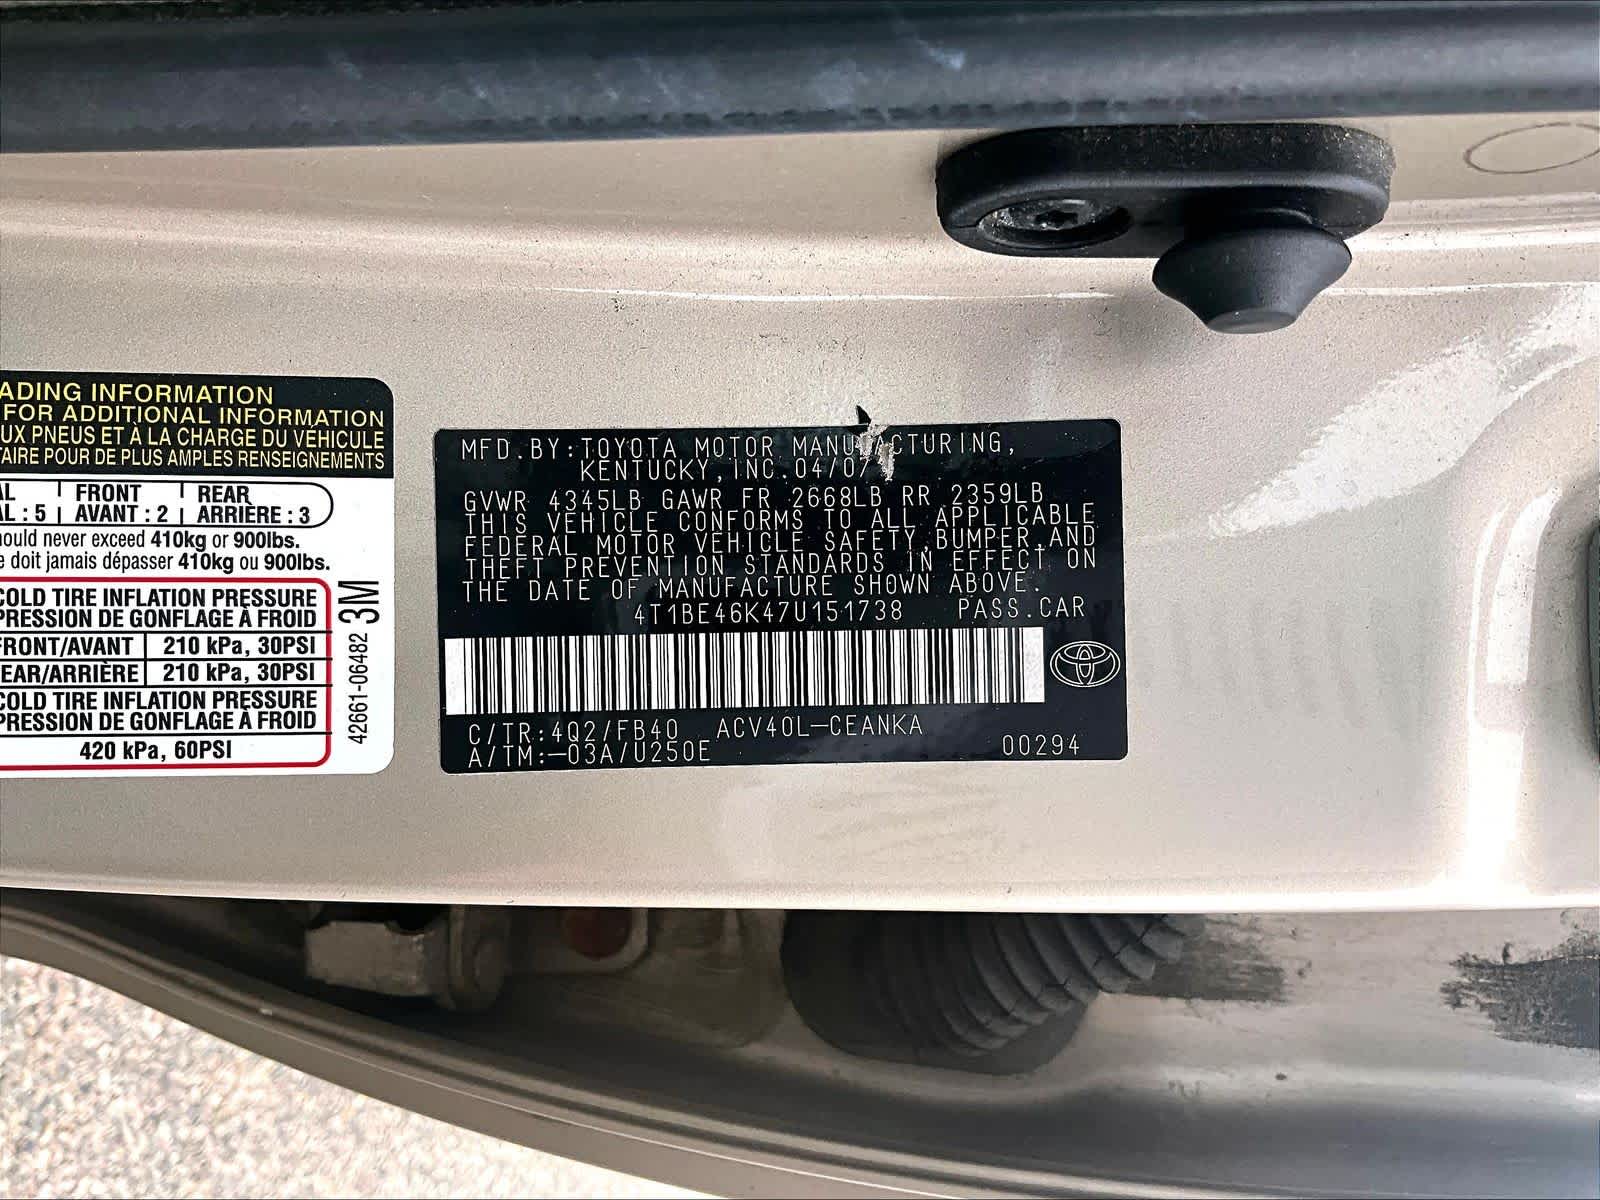 ADING INFORMATION
FOR ADDITIONAL INFORMATION
UX PNEUS ET À LA CHARGE DU VÉHICULE
TAIRE POUR DE PLUS AMPLES RENSEIGNEMENTS
AL | FRONT | REAR
AL : 5 | AVANT : 2 | ARRIÈRE : 3
hould never exceed 410kg or 900lbs.
e doit jamais dépasser 410kg ou 900lbs.
COLD TIRE INFLATION PRESSURE
PRESSION DE GONFLAGE À FROID
FRONT/AVANT 210 kPa, 30PSI
REAR/ARRIÈRE 210 kPa, 30PSI
COLD TIRE INFLATION PRESSURE
PRESSION DE GONFLAGE À FROID
420 kPa, 60PSI
42661-06482 3M
MFD.BY:TOYOTA MOTOR MANUFACTURING,
KENTUCKY,INC.04/07
GVWR 4345LB GAWR FR 2668LB RR 2359LB
THIS VEHICLE CONFORMS TO ALL APPLICABLE
FEDERAL MOTOR VEHICLE SAFETY,BUMPER,AND
THEFT PREVENTION STANDARDS IN EFFECT ON
THE DATE OF MANUFACTURE SHOWN ABOVE.
4T1BE46K47U151738 PASS.CAR
C/TR:4Q2/FB40 ACV40L-CEANKA
A/TM:-03A/U250E 00294